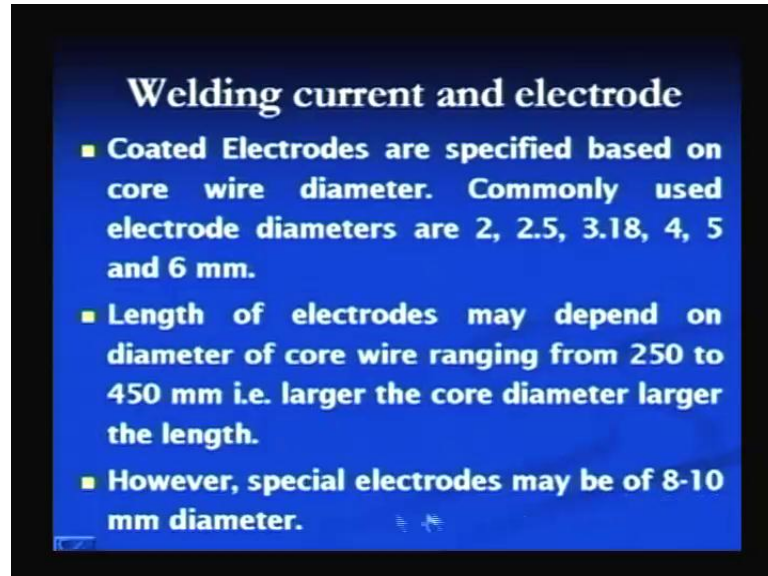 Welding current and electrode
Coated Electrodes are specified based on
core wire diameter. Commonly used
electrode diameters are 2, 2.5, 3.18, 4, 5
and 6 mm.
Length of electrodes may depend on
diameter of core wire ranging from 250 to
450 mm i.e. larger the core diameter larger
the length.
However, special electrodes may be of 8-10
mm diameter.